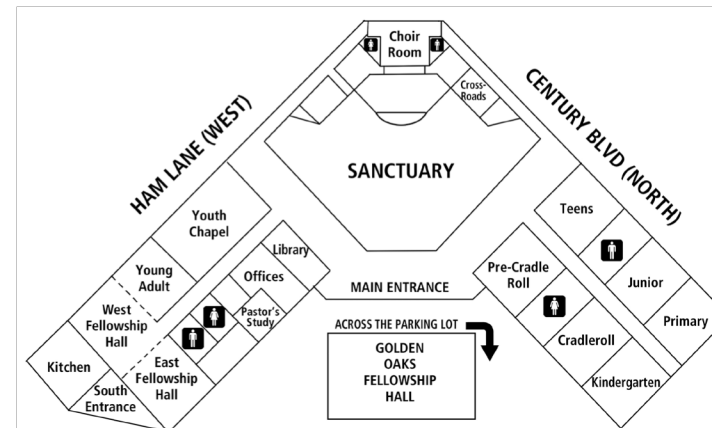 Choir
Room
Cross-
Roads
HAM LANE (WEST)
CENTURY BLVD (NORTH)
SANCTUARY
Youth
Chapel
Teens
Library
Young
Adult
Offices
Pre-Cradle
Roll
Junior
MAIN ENTRANCE
West
Fellowship
Hall
Pastor's
Study
Primary
ACROSS THE PARKING LOT
Cradleroll
GOLDEN
OAKS
FELLOWSHIP
HALL
Kitchen
East
Fellowship
Hall
Kindergarten
South
Entrance